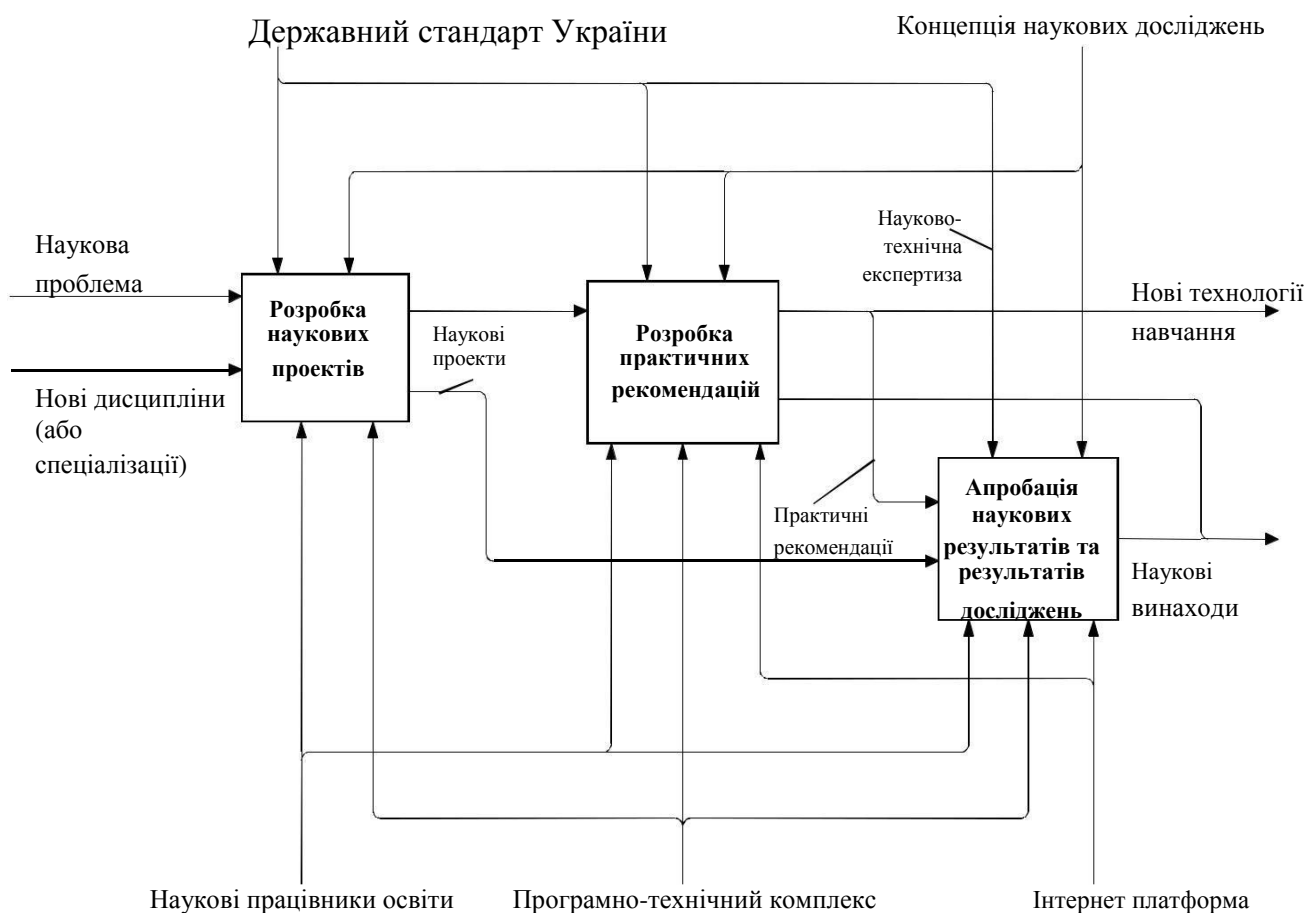 Державний стандарт України
Концепція наукових досліджень
Наукова
проблема
Нові дисципліни
(або
спеціалізації)
Розробка
наукових
проектів
Наукові
проекти
Розробка
практичних
рекомендацій
Науково-
технічна
експертиза
Нові технології
навчання
Практичні
рекомендації
Апробація
наукових
результатів та
результатів
досліджень
Наукові
винаходи
Наукові працівники освіти
Програмно-технічний комплекс
Інтернет платформа